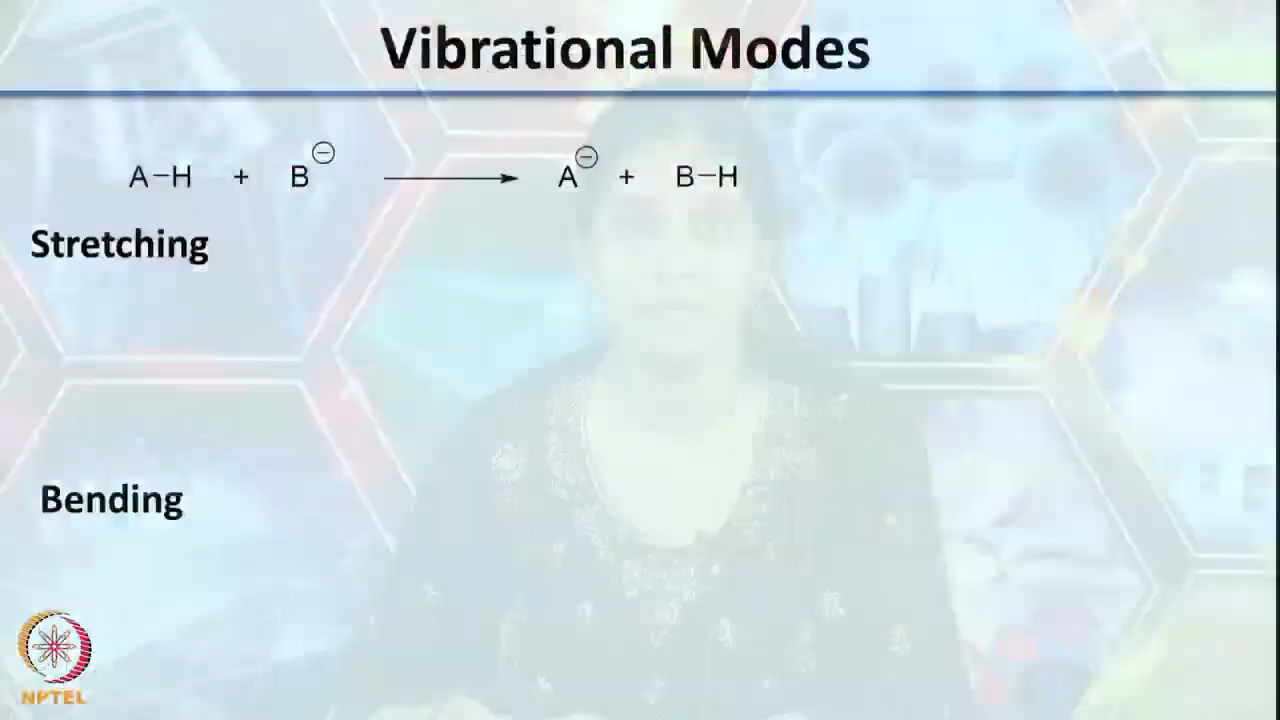 Vibrational Modes
A–H + B⊖ ⟶ A⊖ + B–H
Stretching
Bending
NPTEL